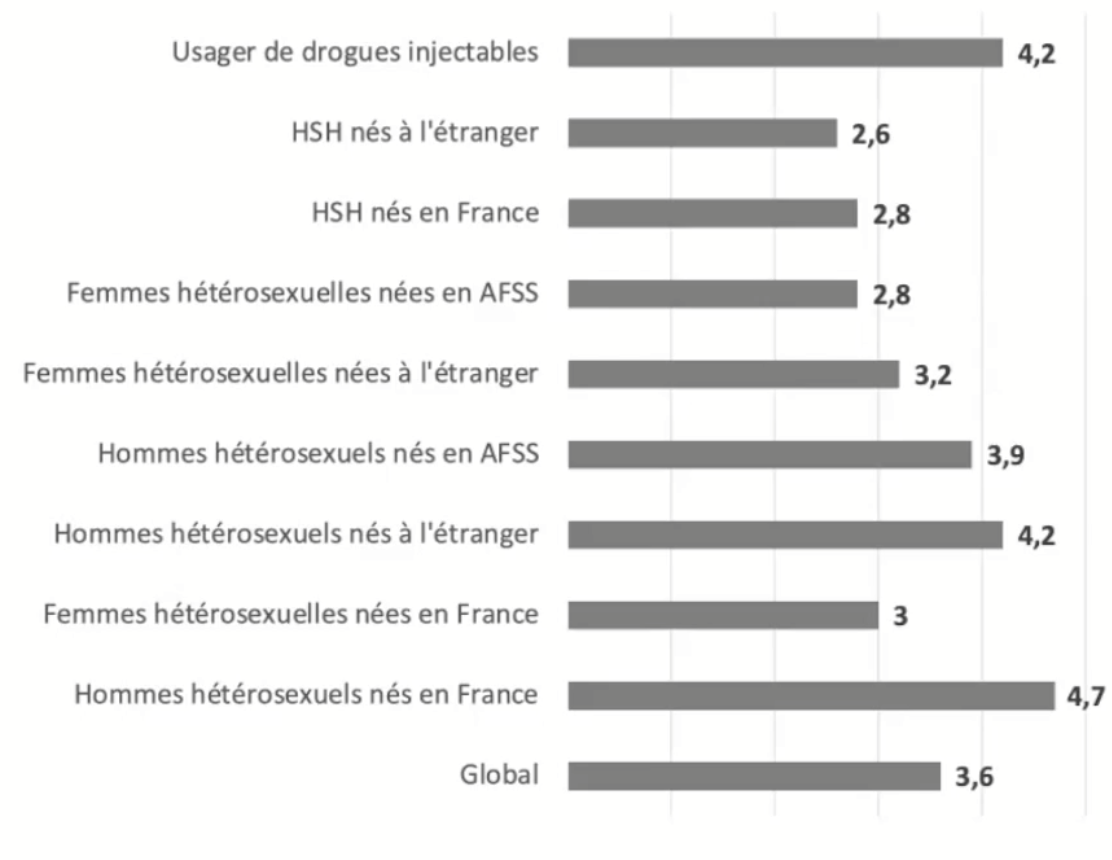 Usager de drogues injectables 4,2
HSH nés à l'étranger 2,6
HSH nés en France 2,8
Femmes hétérosexuelles nées en AFSS 2,8
Femmes hétérosexuelles nées à l'étranger 3,2
Hommes hétérosexuels nés en AFSS 3,9
Hommes hétérosexuels nés à l'étranger 4,2
Femmes hétérosexuelles nées en France 3
Hommes hétérosexuels nés en France 4,7
Global 3,6